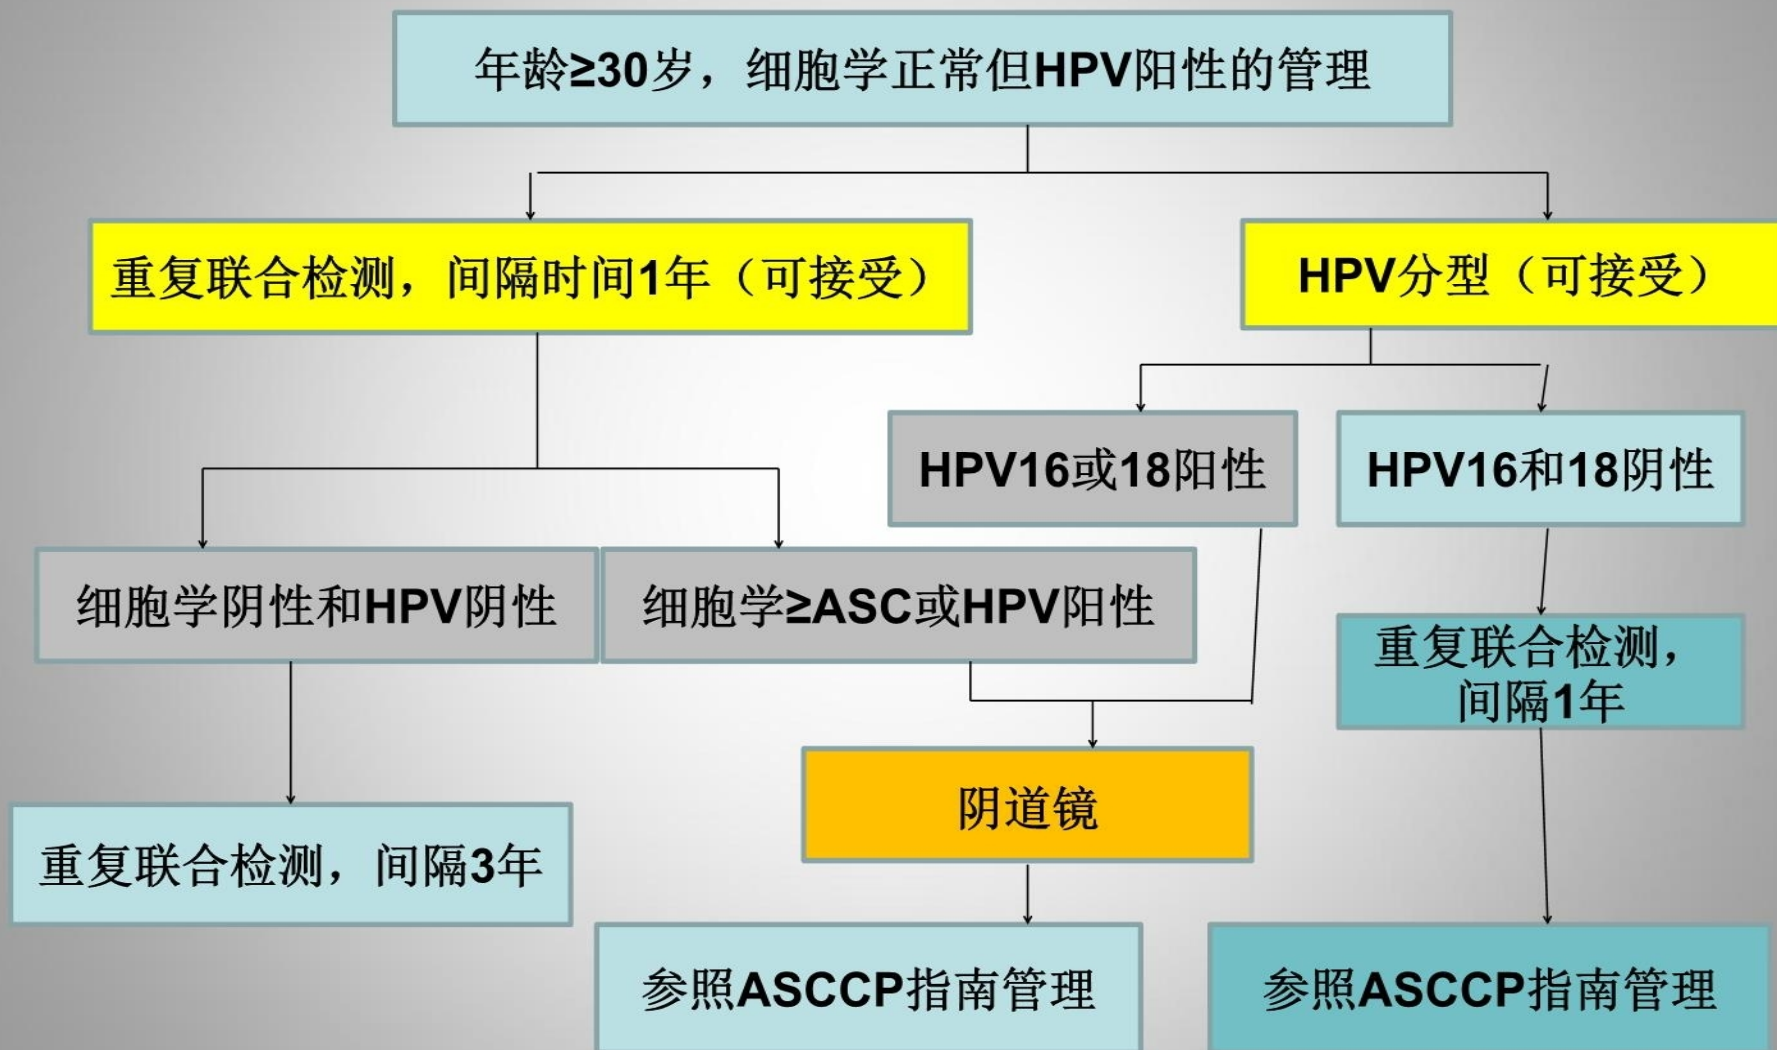 年龄≥30岁，细胞学正常但HPV阳性的管理
重复联合检测，间隔时间1年（可接受）
HPV分型（可接受）
HPV16或18阳性
HPV16和18阴性
细胞学阴性和HPV阴性
细胞学≥ASC或HPV阳性
重复联合检测，
间隔1年
阴道镜
重复联合检测，间隔3年
参照ASCCP指南管理
参照ASCCP指南管理